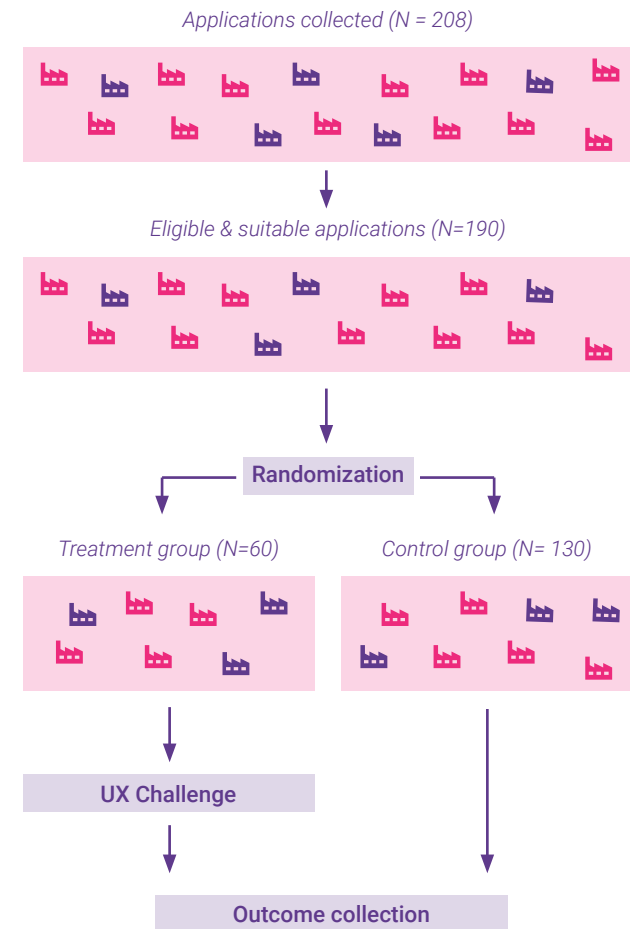 Applications collected (N = 208)
Eligible & suitable applications (N=190)
Randomization
Treatment group (N=60)
Control group (N= 130)
UX Challenge
Outcome collection